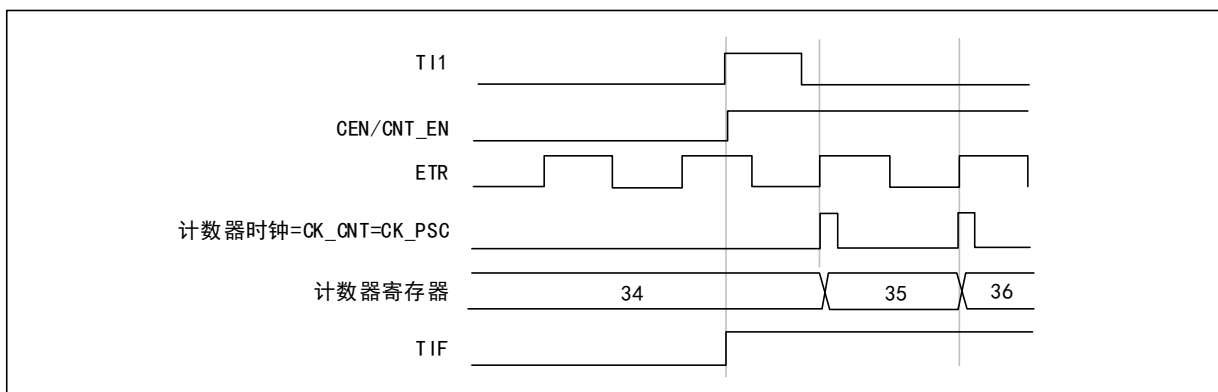 TI1
CEN/CNT_EN
ETR
计数器时钟=CK_CNT=CK_PSC
计数器寄存器 34 35 36
TIF